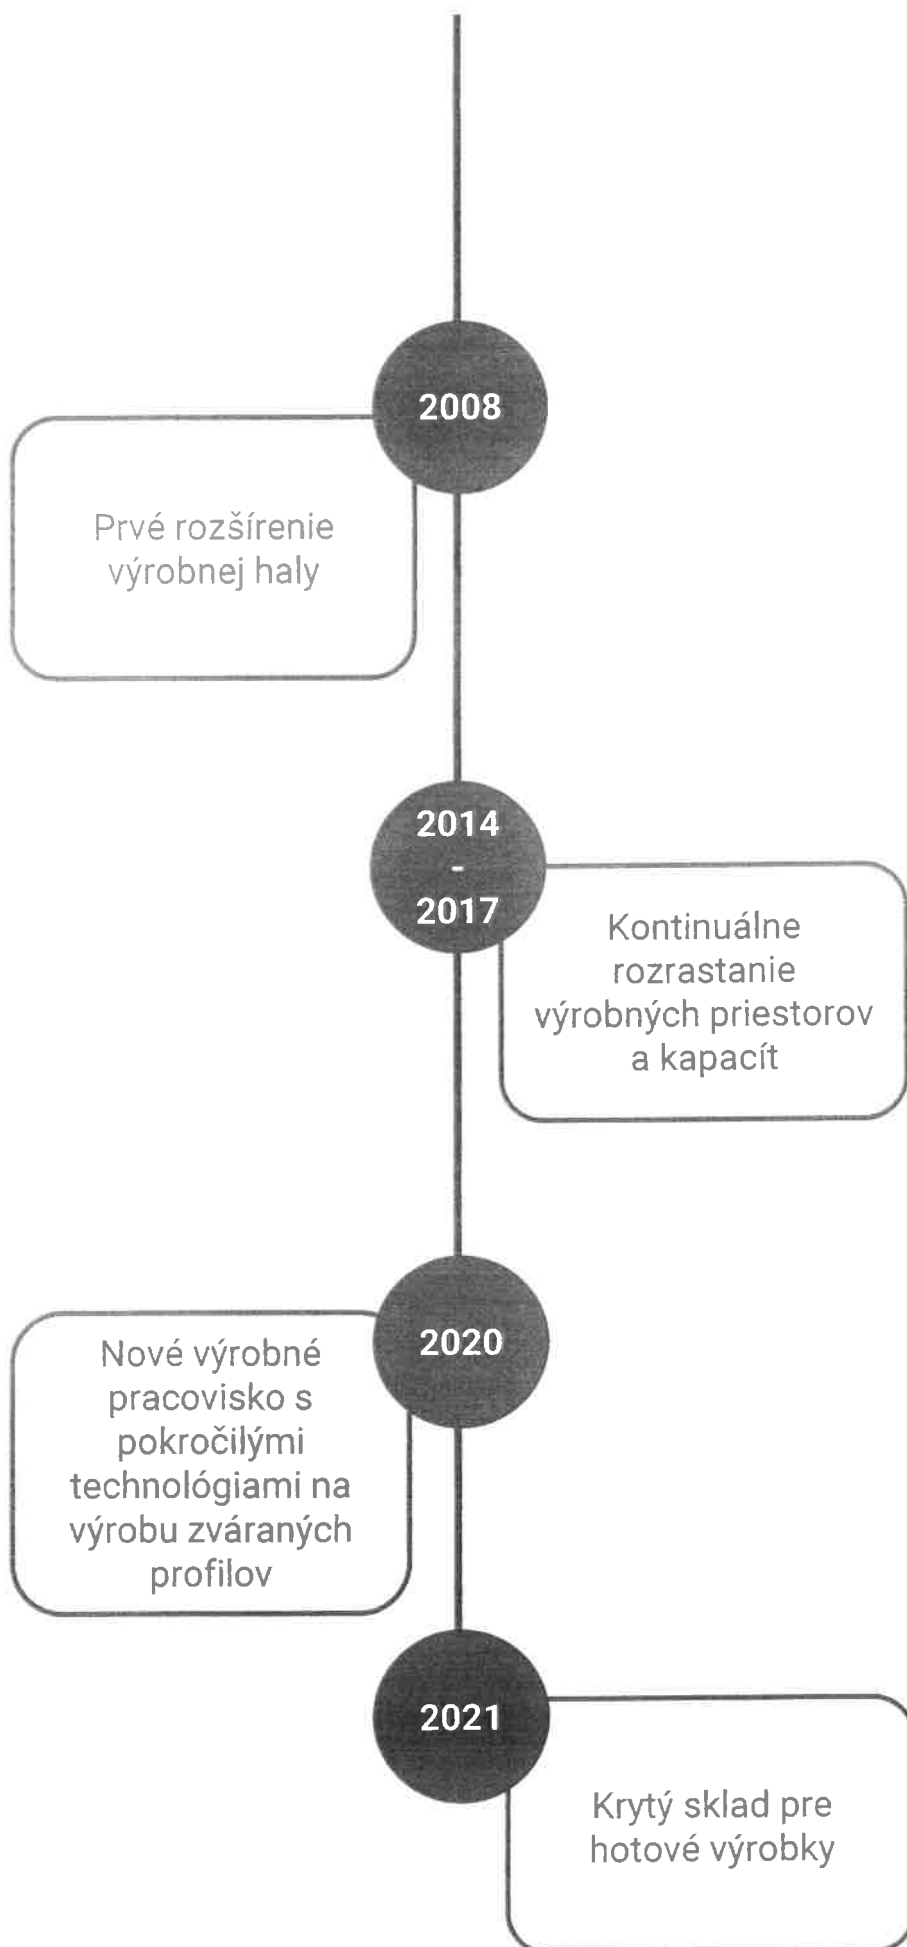 2008
Prvé rozšírenie
výrobnej haly
2014
-
2017
Kontinuálne
rozrastanie
výrobných priestorov
a kapacít
2020
Nové výrobné
pracovisko s
pokročilými
technológiami na
výrobu zváraných
profilov
2021
Krytý sklad pre
hotové výrobky